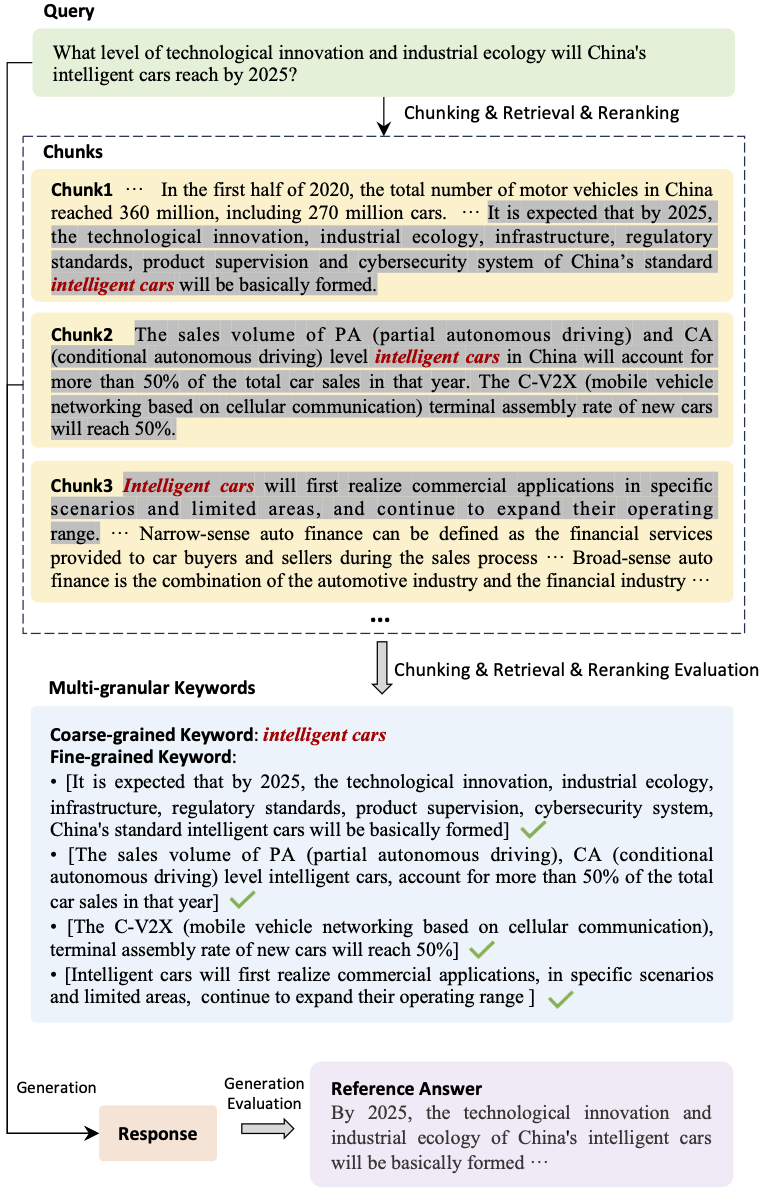 Query
What level of technological innovation and industrial ecology will China's
intelligent cars reach by 2025?
Chunking & Retrieval & Reranking
Chunks
Chunk1 ··· In the first half of 2020, the total number of motor vehicles in China
reached 360 million, including 270 million cars. ··· It is expected that by 2025,
the technological innovation, industrial ecology, infrastructure, regulatory
standards, product supervision and cybersecurity system of China’s standard
intelligent cars will be basically formed.
Chunk2 The sales volume of PA (partial autonomous driving) and CA
(conditional autonomous driving) level intelligent cars in China will account for
more than 50% of the total car sales in that year. The C-V2X (mobile vehicle
networking based on cellular communication) terminal assembly rate of new cars
will reach 50%.
Chunk3 Intelligent cars will first realize commercial applications in specific
scenarios and limited areas, and continue to expand their operating
range. ··· Narrow-sense auto finance can be defined as the financial services
provided to car buyers and sellers during the sales process ··· Broad-sense auto
finance is the combination of the automotive industry and the financial industry ···
...
Chunking & Retrieval & Reranking Evaluation
Multi-granular Keywords
Coarse-grained Keyword: intelligent cars
Fine-grained Keyword:
• [It is expected that by 2025, the technological innovation, industrial ecology,
infrastructure, regulatory standards, product supervision, cybersecurity system,
China's standard intelligent cars will be basically formed]
• [The sales volume of PA (partial autonomous driving), CA (conditional
autonomous driving) level intelligent cars, account for more than 50% of the total
car sales in that year]
• [The C-V2X (mobile vehicle networking based on cellular communication),
terminal assembly rate of new cars will reach 50%]
• [Intelligent cars will first realize commercial applications, in specific scenarios
and limited areas, continue to expand their operating range ]
Generation
Response
Generation
Evaluation
Reference Answer
By 2025, the technological innovation and
industrial ecology of China's intelligent cars
will be basically formed ···